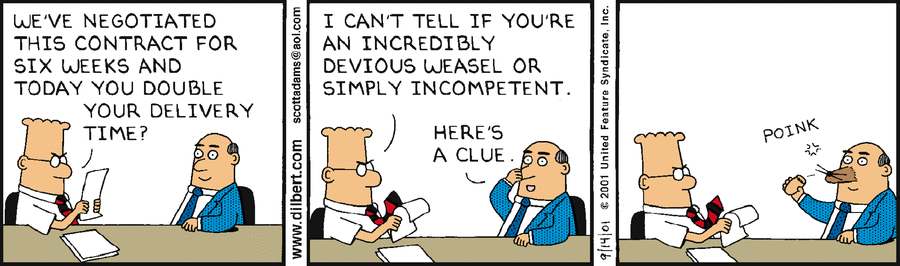 WE'VE NEGOTIATED
THIS CONTRACT FOR
SIX WEEKS AND
TODAY YOU DOUBLE
YOUR DELIVERY
TIME?
www.dilbert.com scottadams@aol.com
I CAN'T TELL IF YOU'RE
AN INCREDIBLY
DEVIOUS WEASEL OR
SIMPLY INCOMPETENT.
HERE'S
A CLUE.
9/14/01 © 2001 United Feature Syndicate, Inc.
POINK